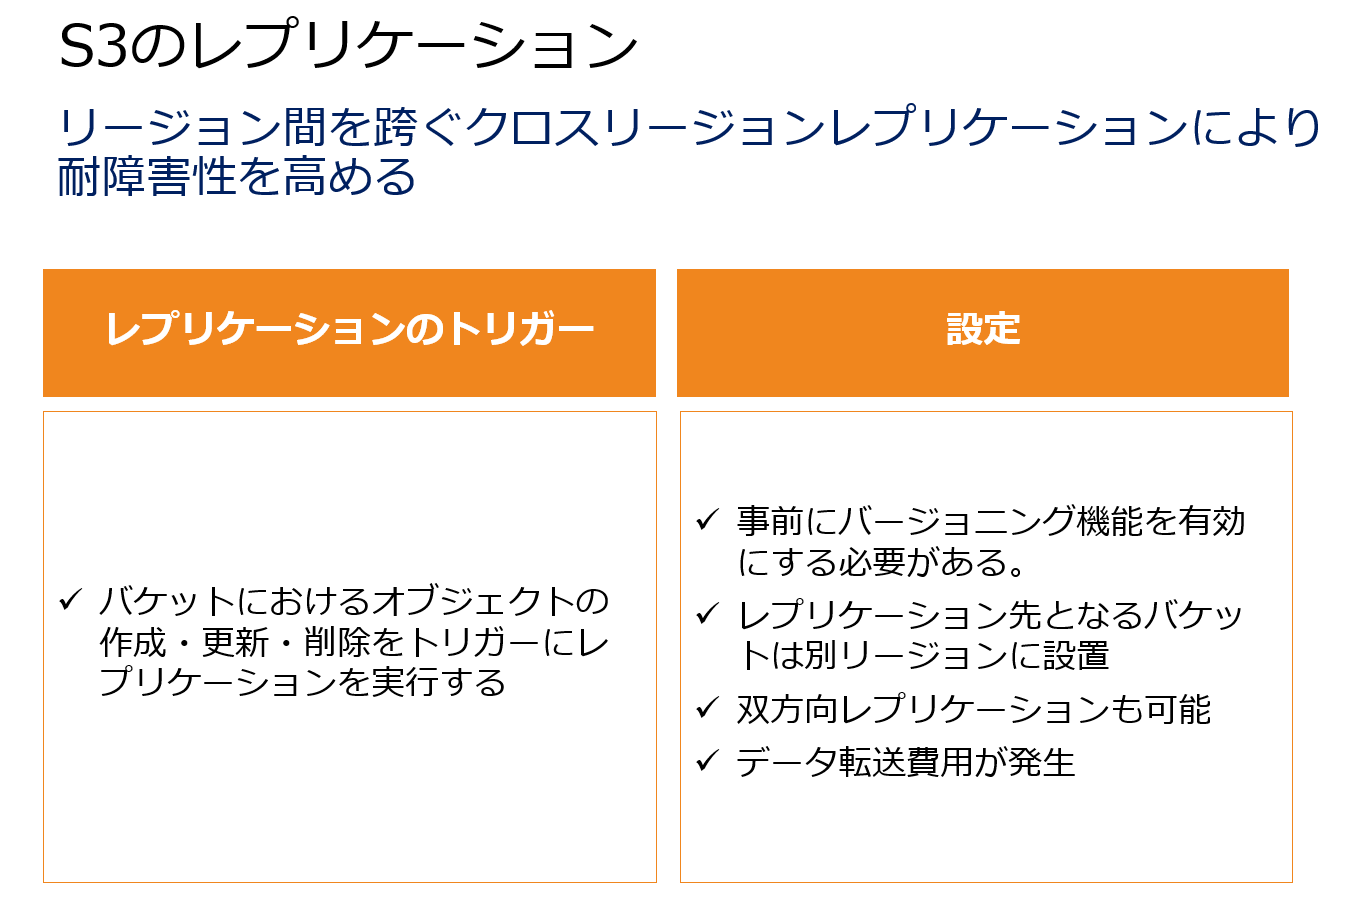 S3のレプリケーション
リージョン間を跨ぐクロスリージョンレプリケーションにより
耐障害性を高める
レプリケーションのトリガー
設定
✓ バケットにおけるオブジェクトの
作成・更新・削除をトリガーにレ
プリケーションを実行する
✓ 事前にバージョニング機能を有効
にする必要がある。
✓ レプリケーション先となるバケッ
トは別リージョンに設置
✓ 双方向レプリケーションも可能
✓ データ転送費用が発生